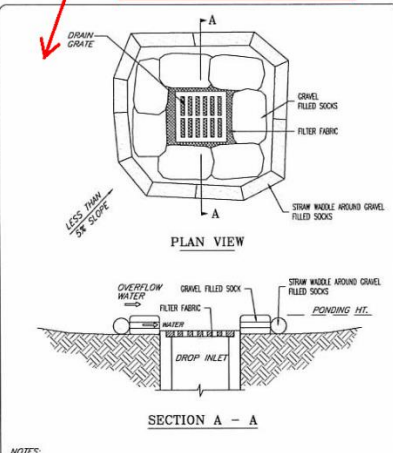 A
DRAIN
GRATE
GRAVEL
FILLED SOCKS
FILTER FABRIC
STRAW WADDLE AROUND GRAVEL
FILLED SOCKS
LESS THAN
5% SLOPE
A
PLAN VIEW
OVERFLOW
WATER
GRAVEL FILLED SOCK
STRAW WADDLE AROUND GRAVEL
FILLED SOCKS
FILTER FABRIC
PONDING HT.
WATER
DROP INLET
SECTION A - A
NOTES: